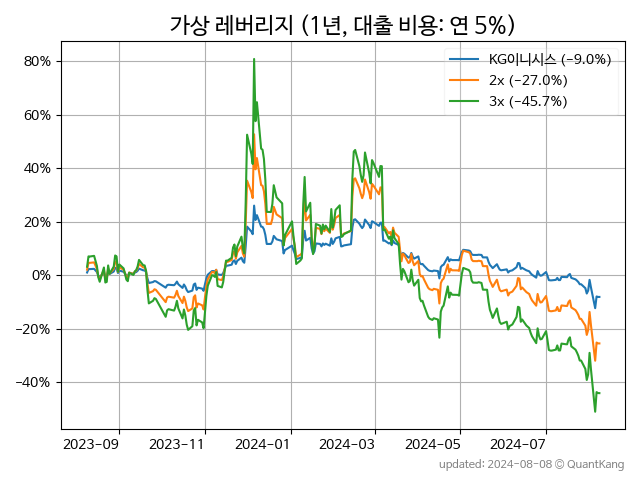 가상 레버리지 (1년, 대출 비용: 연 5%)
KG이니시스 (-9.0%)
2x (-27.0%)
3x (-45.7%)
80%
60%
40%
20%
0%
-20%
-40%
2023-09 2023-11 2024-01 2024-03 2024-05 2024-07
updated: 2024-08-08 © QuantKang